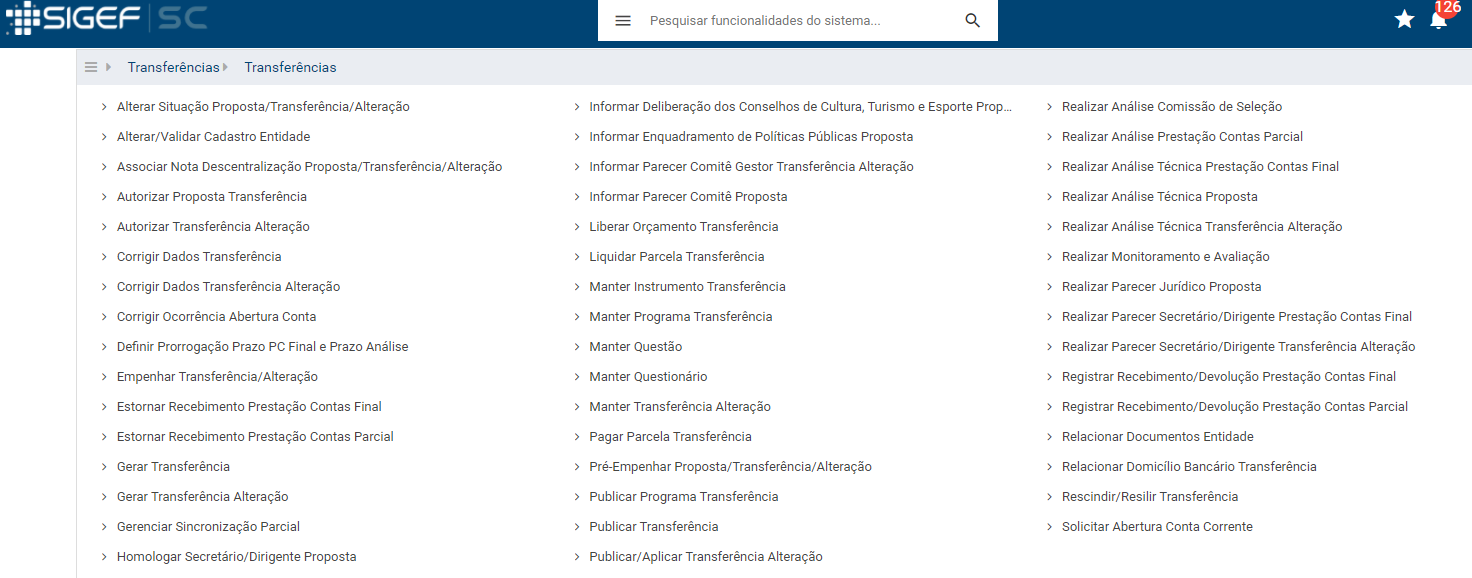 SIGEF SC
Pesquisar funcionalidades do sistema...
126
Transferências Transferências
Alterar Situação Proposta/Transferência/Alteração
Alterar/Validar Cadastro Entidade
Associar Nota Descentralização Proposta/Transferência/Alteração
Autorizar Proposta Transferência
Autorizar Transferência Alteração
Corrigir Dados Transferência
Corrigir Dados Transferência Alteração
Corrigir Ocorrência Abertura Conta
Definir Prorrogação Prazo PC Final e Prazo Análise
Empenhar Transferência/Alteração
Estornar Recebimento Prestação Contas Final
Estornar Recebimento Prestação Contas Parcial
Gerar Transferência
Gerar Transferência Alteração
Gerenciar Sincronização Parcial
Homologar Secretário/Dirigente Proposta
Informar Deliberação dos Conselhos de Cultura, Turismo e Esporte Prop...
Informar Enquadramento de Políticas Públicas Proposta
Informar Parecer Comitê Gestor Transferência Alteração
Informar Parecer Comitê Proposta
Liberar Orçamento Transferência
Liquidar Parcela Transferência
Manter Instrumento Transferência
Manter Programa Transferência
Manter Questão
Manter Questionário
Manter Transferência Alteração
Pagar Parcela Transferência
Pré-Empenhar Proposta/Transferência/Alteração
Publicar Programa Transferência
Publicar Transferência
Publicar/Aplicar Transferência Alteração
Realizar Análise Comissão de Seleção
Realizar Análise Prestação Contas Parcial
Realizar Análise Técnica Prestação Contas Final
Realizar Análise Técnica Proposta
Realizar Análise Técnica Transferência Alteração
Realizar Monitoramento e Avaliação
Realizar Parecer Jurídico Proposta
Realizar Parecer Secretário/Dirigente Prestação Contas Final
Realizar Parecer Secretário/Dirigente Transferência Alteração
Registrar Recebimento/Devolução Prestação Contas Final
Registrar Recebimento/Devolução Prestação Contas Parcial
Relacionar Documentos Entidade
Relacionar Domicílio Bancário Transferência
Rescindir/Resilir Transferência
Solicitar Abertura Conta Corrente